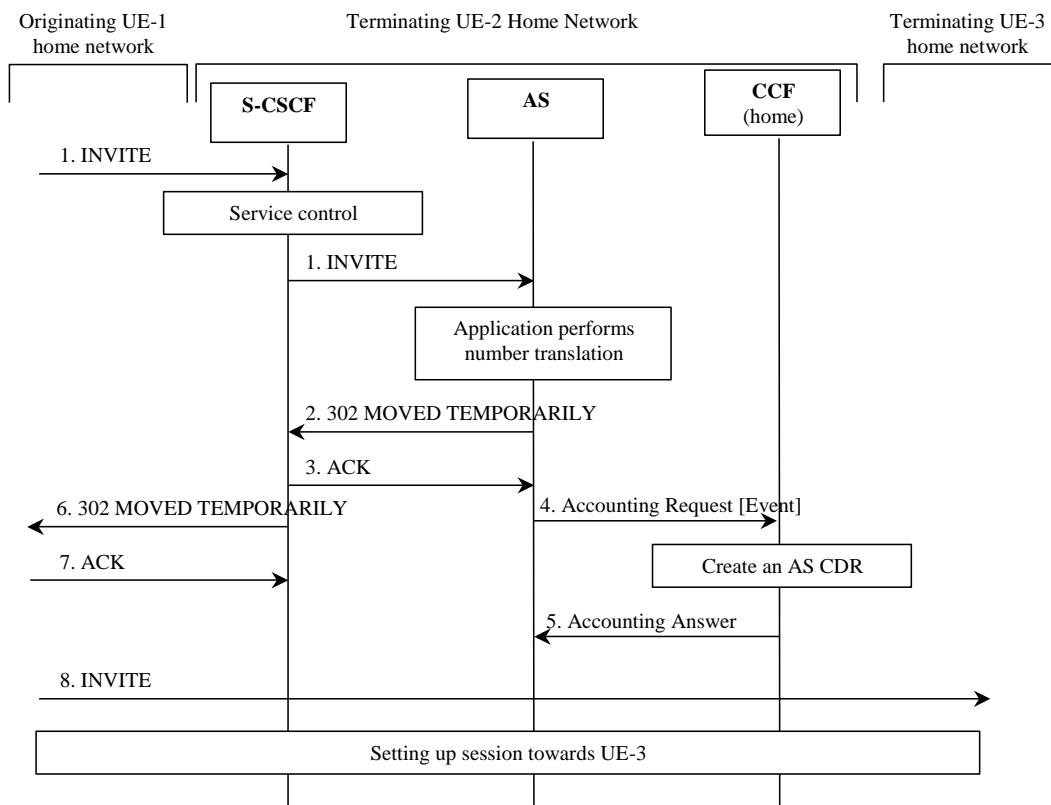 Originating UE-1
home network
Terminating UE-2 Home Network
Terminating UE-3
home network
S-CSCF
AS
CCF
(home)
1. INVITE
Service control
1. INVITE
Application performs
number translation
2. 302 MOVED TEMPORARILY
3. ACK
6. 302 MOVED TEMPORARILY
4. Accounting Request [Event]
7. ACK
Create an AS CDR
5. Accounting Answer
8. INVITE
Setting up session towards UE-3